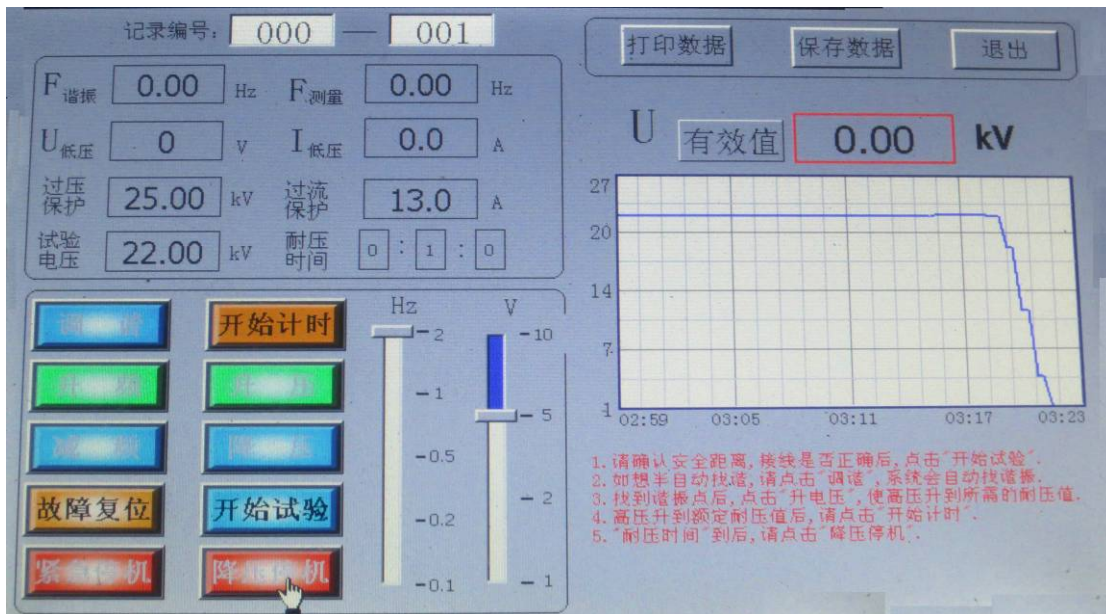 记录编号: 000 — 001
打印数据 保存数据 退出
F谐振 0.00 Hz F测量 0.00 Hz
U低压 0 V I低压 0.0 A
过压保护 25.00 kV 过流保护 13.0 A
试验电压 22.00 kV 耐压时间 0 : 1 : 0
U 有效值 0.00 kV
27
20
14
7
1
02:59 03:05 03:11 03:17 03:23
开始计时
故障复位 开始试验
紧急停机 降压停机
Hz V
2 10
1 5
0.5
0.2 2
0.1 1
1.请确认安全距离,接线是否正确后,点击"开始试验".
2.如想半自动找谐,请点击"调谐",系统会自动找谐振.
3.找到谐振点后,点击"升电压",使高压升到所需的耐压值.
4.高压升到额定耐压值后,请点击"开始计时".
5."耐压时间"到后,请点击"降压停机".